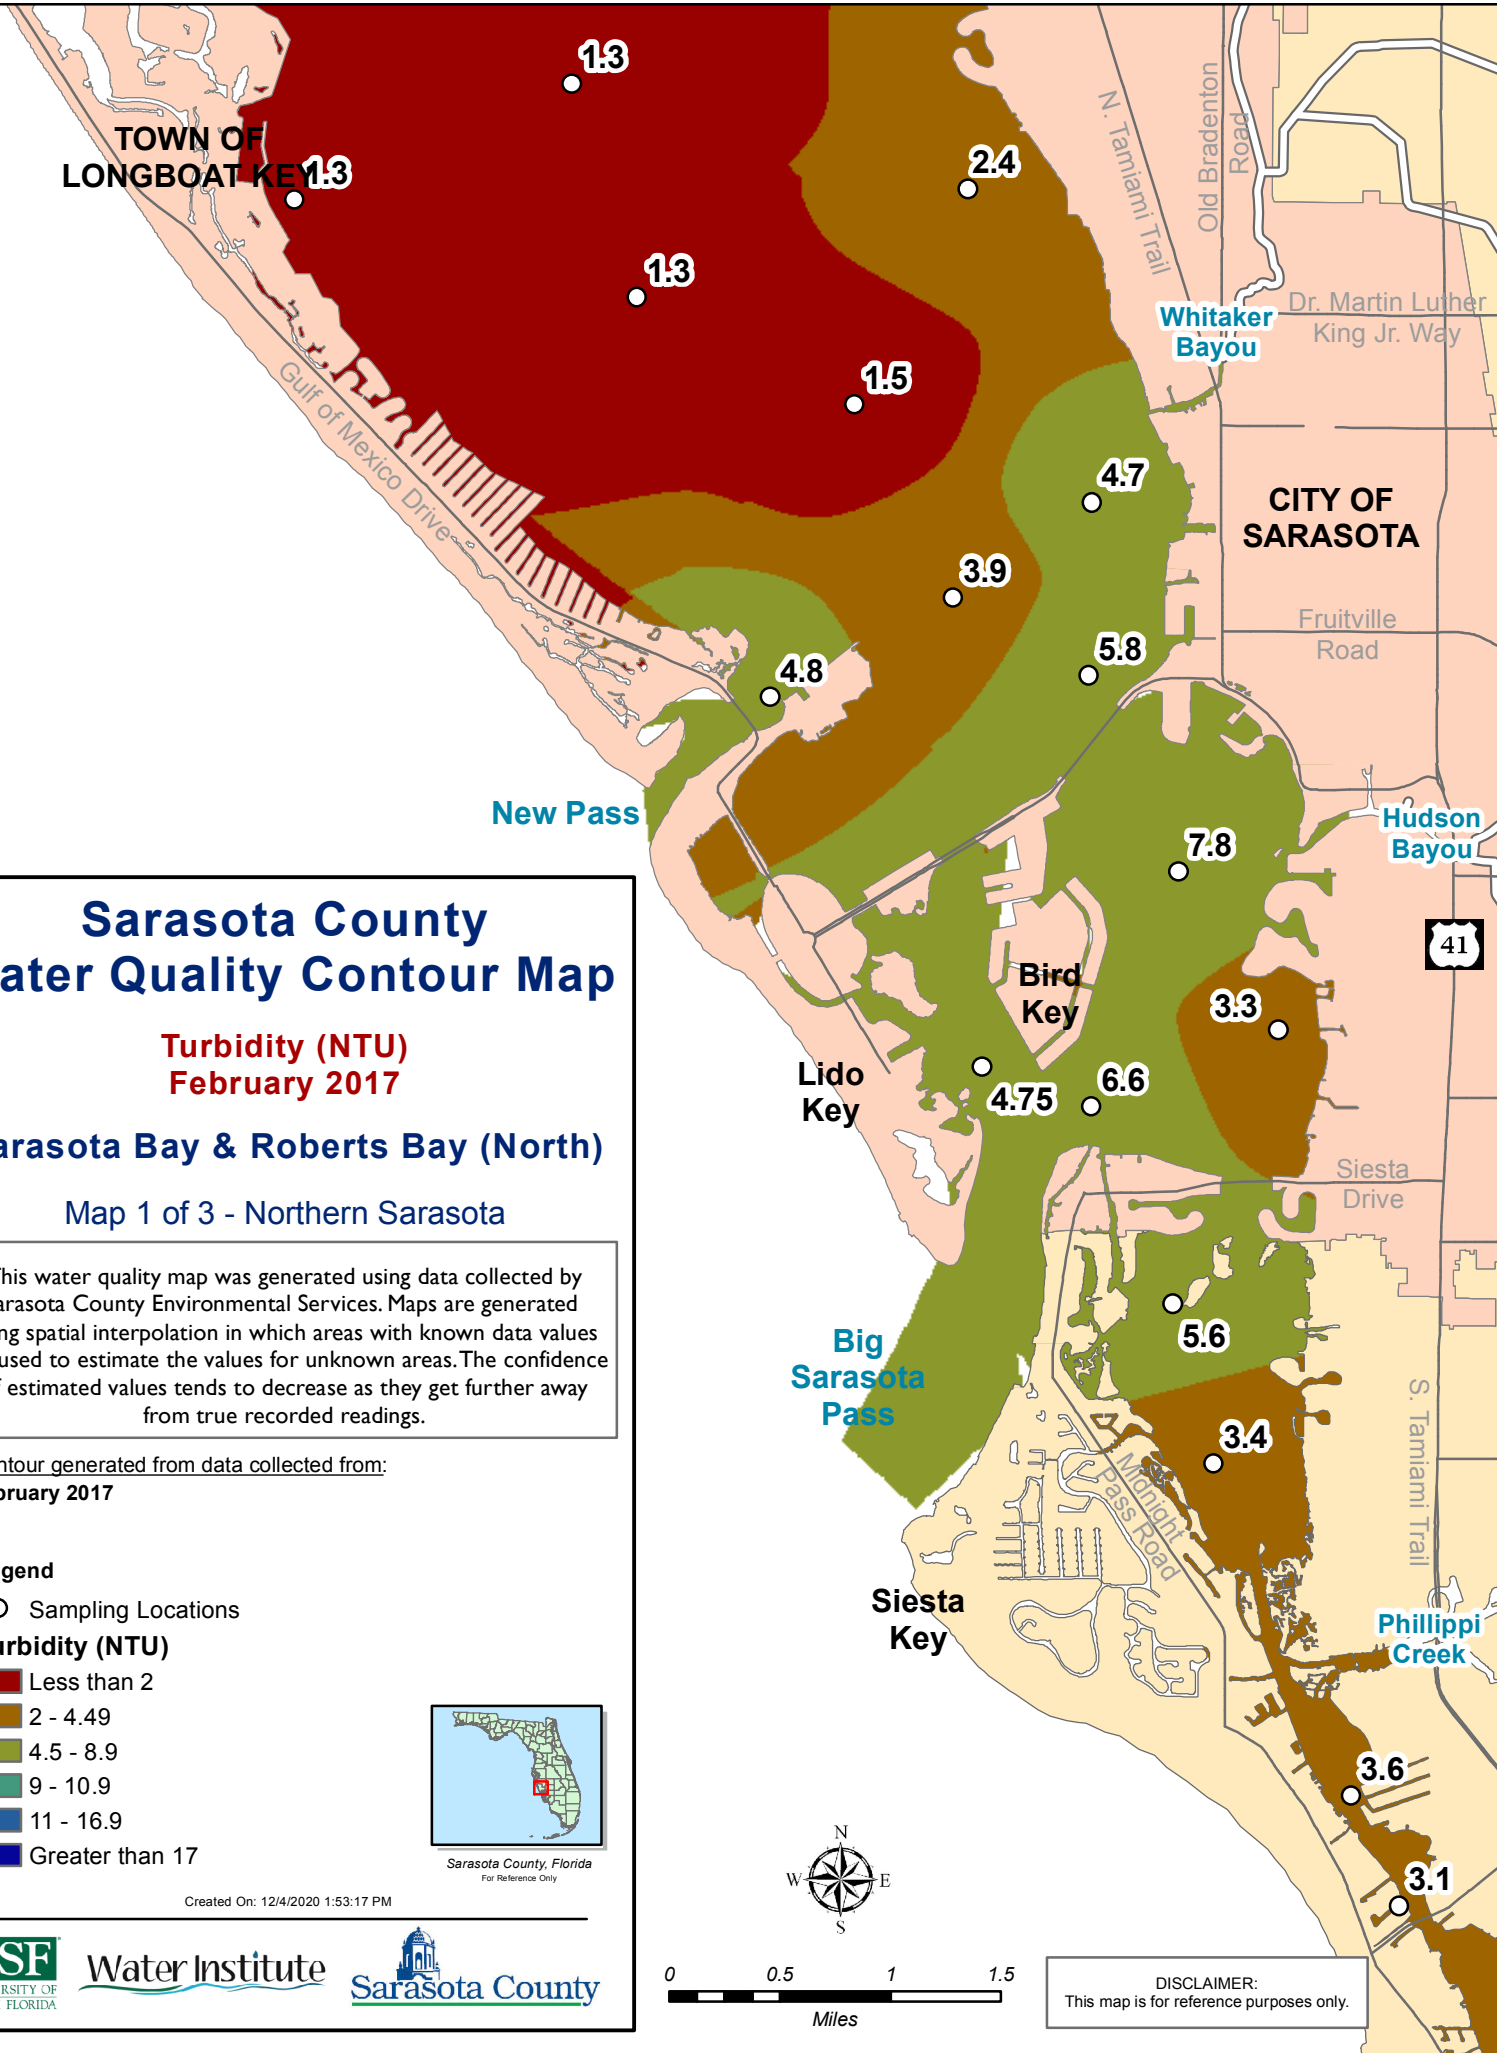 TOWN OF
LONGBOAT KEY
1.3
1.3
2.4
1.3
1.5
4.7
3.9
5.8
4.8
7.8
3.3
4.75
6.6
5.6
3.4
3.6
3.1
N. Tamiami Trail
Old Bradenton
Road
Whitaker
Bayou
Dr. Martin Luther
King Jr. Way
Gulf of Mexico Drive
CITY OF
SARASOTA
Fruitville
Road
New Pass
Hudson
Bayou
41
Bird
Key
Lido
Key
Siesta
Drive
Big
Sarasota
Pass
S. Tamiami Trail
Midnight
Pass Road
Siesta
Key
Phillippi
Creek
Sarasota County
ater Quality Contour Map
Turbidity (NTU)
February 2017
arasota Bay & Roberts Bay (North)
Map 1 of 3 - Northern Sarasota
his water quality map was generated using data collected by
arasota County Environmental Services. Maps are generated
ng spatial interpolation in which areas with known data values
used to estimate the values for unknown areas. The confidence
f estimated values tends to decrease as they get further away
from true recorded readings.
ntour generated from data collected from:
bruary 2017
gend
Sampling Locations
urbidity (NTU)
Less than 2
2 - 4.49
4.5 - 8.9
9 - 10.9
11 - 16.9
Greater than 17
Sarasota County, Florida
For Reference Only
Created On: 12/4/2020 1:53:17 PM
SF
RSITY OF
FLORIDA
Water Institute
Sarasota County
N
W E
S
0 0.5 1 1.5
Miles
DISCLAIMER:
This map is for reference purposes only.